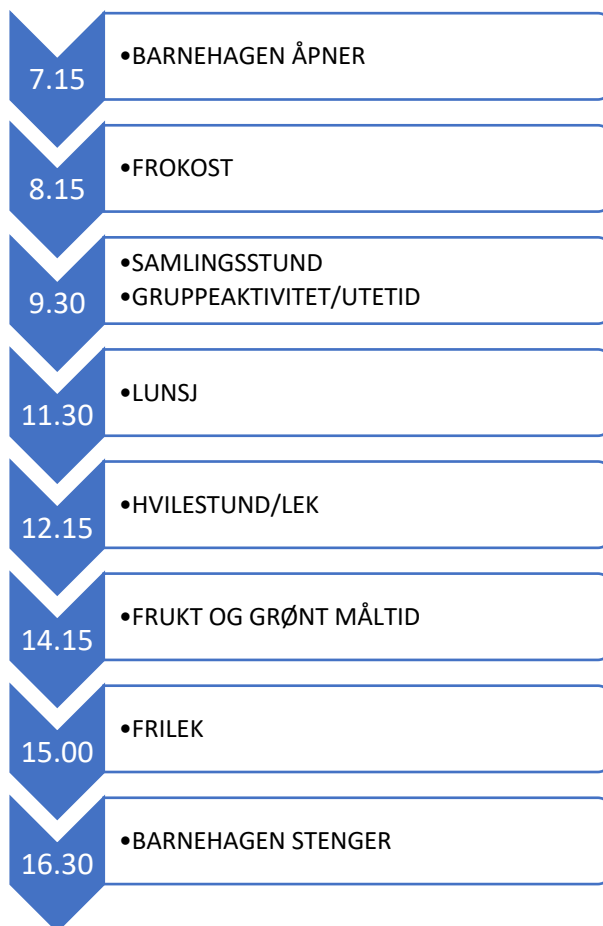 7.15
•BARNEHAGEN ÅPNER
8.15
•FROKOST
9.30
•SAMLINGSSTUND
•GRUPPEAKTIVITET/UTETID
11.30
•LUNSJ
12.15
•HVILESTUND/LEK
14.15
•FRUKT OG GRØNT MÅLTID
15.00
•FRILEK
16.30
•BARNEHAGEN STENGER